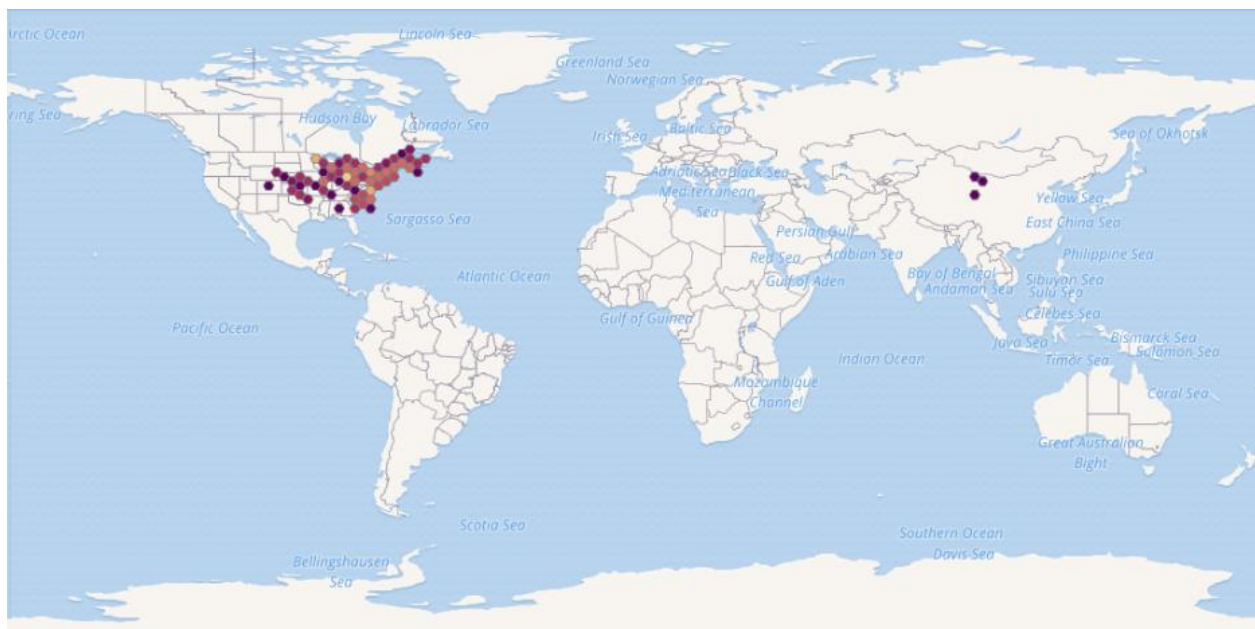 Arctic Ocean
Lincoln Sea
Greenland Sea
Norwegian Sea
ring Sea
Hudson Bay
Labrador Sea
Irish Sea
Baltic Sea
Sea of Okhotsk
Adriatic Sea
Black Sea
Mediterranean
Sea
Yellow Sea
Sargasso Sea
East China Sea
Persian Gulf
Red Sea
Arabian Sea
Philippine Sea
Atlantic Ocean
Gulf of Aden
Bay of Bengal
Andaman Sea
Sibuyan Sea
Sulu Sea
Celebes Sea
Gulf of Guinea
Pacific Ocean
Bismarck Sea
Java Sea
Solomon Sea
Indian Ocean
Timor Sea
Mozambique
Channel
Coral Sea
Great Australian
Bight
Scotia Sea
Southern Ocean
Davis Sea
Bellingshausen
Sea